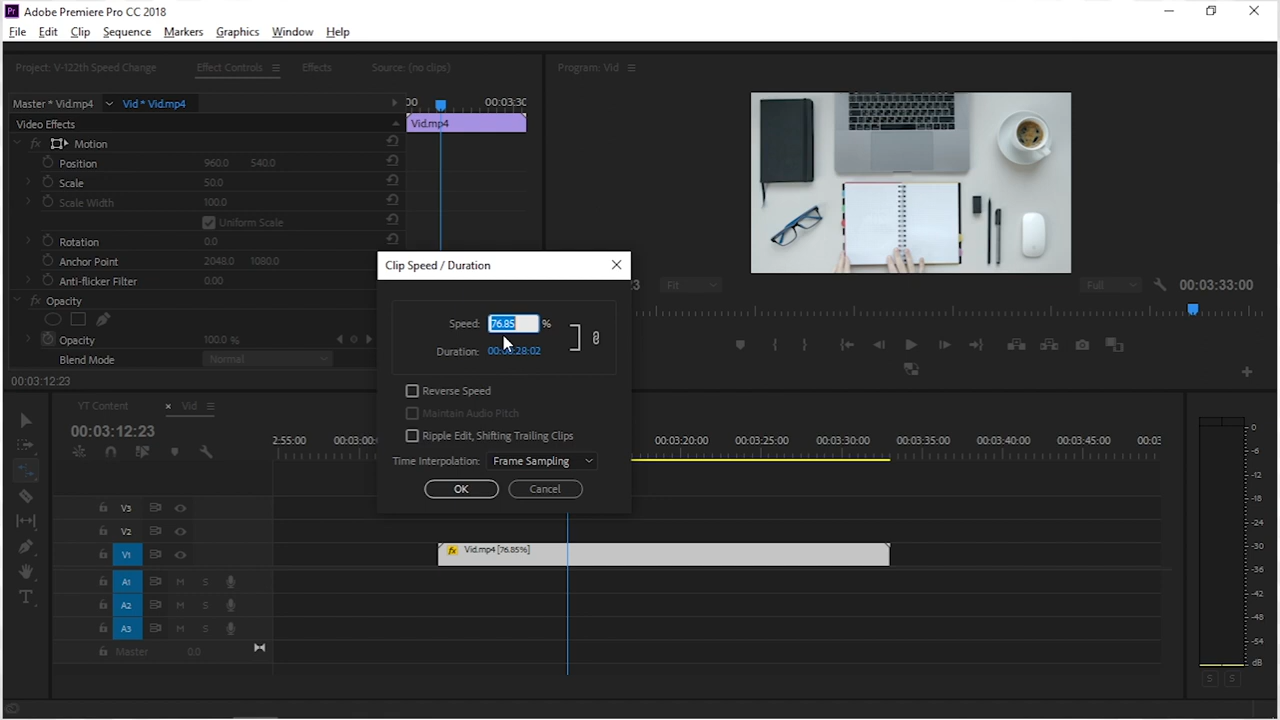 Adobe Premiere Pro CC 2018
File Edit Clip Sequence Markers Graphics Window Help
Project: V-122th Speed Change Effect Controls Effects Source: (no clips)
Program: Vid
Master * Vid.mp4 Vid * Vid.mp4
00:03:30
Video Effects
Vid.mp4
fx Motion
Position 960.0 540.0
Scale 50.0
Scale Width 100.0
Uniform Scale
Rotation 0.0
Anchor Point 2048.0 1080.0
Anti-flicker Filter 0.00
fx Opacity
Opacity 100.0 %
Blend Mode Normal
00:03:12:23
Fit Full 00:03:33:00
Clip Speed / Duration
Speed: 76.85 %
Duration: 28:02
Reverse Speed
Maintain Audio Pitch
Ripple Edit, Shifting Trailing Clips
Time Interpolation: Frame Sampling
OK Cancel
YT Content × Vid
00:03:12:23
2:55:00 00:03:00 00:03:20:00 00:03:25:00 00:03:30:00 00:03:35:00 00:03:40:00 00:03:45:00
V3
V2
V1
fx Vid.mp4 [76.85%]
A1 M S
A2 M S
A3 M S
Master 0.0
0
-6
-12
-18
-24
-30
-36
-42
-48
-54
dB
S S